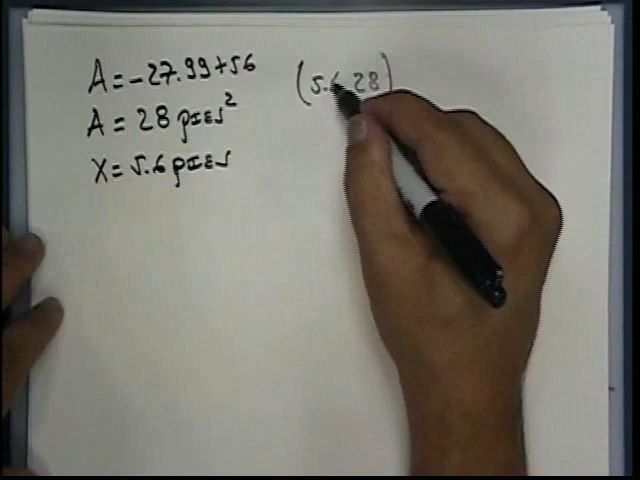 A = -27.99+56 (5.6 28)
A = 28 pies²
X = 5.6 pies